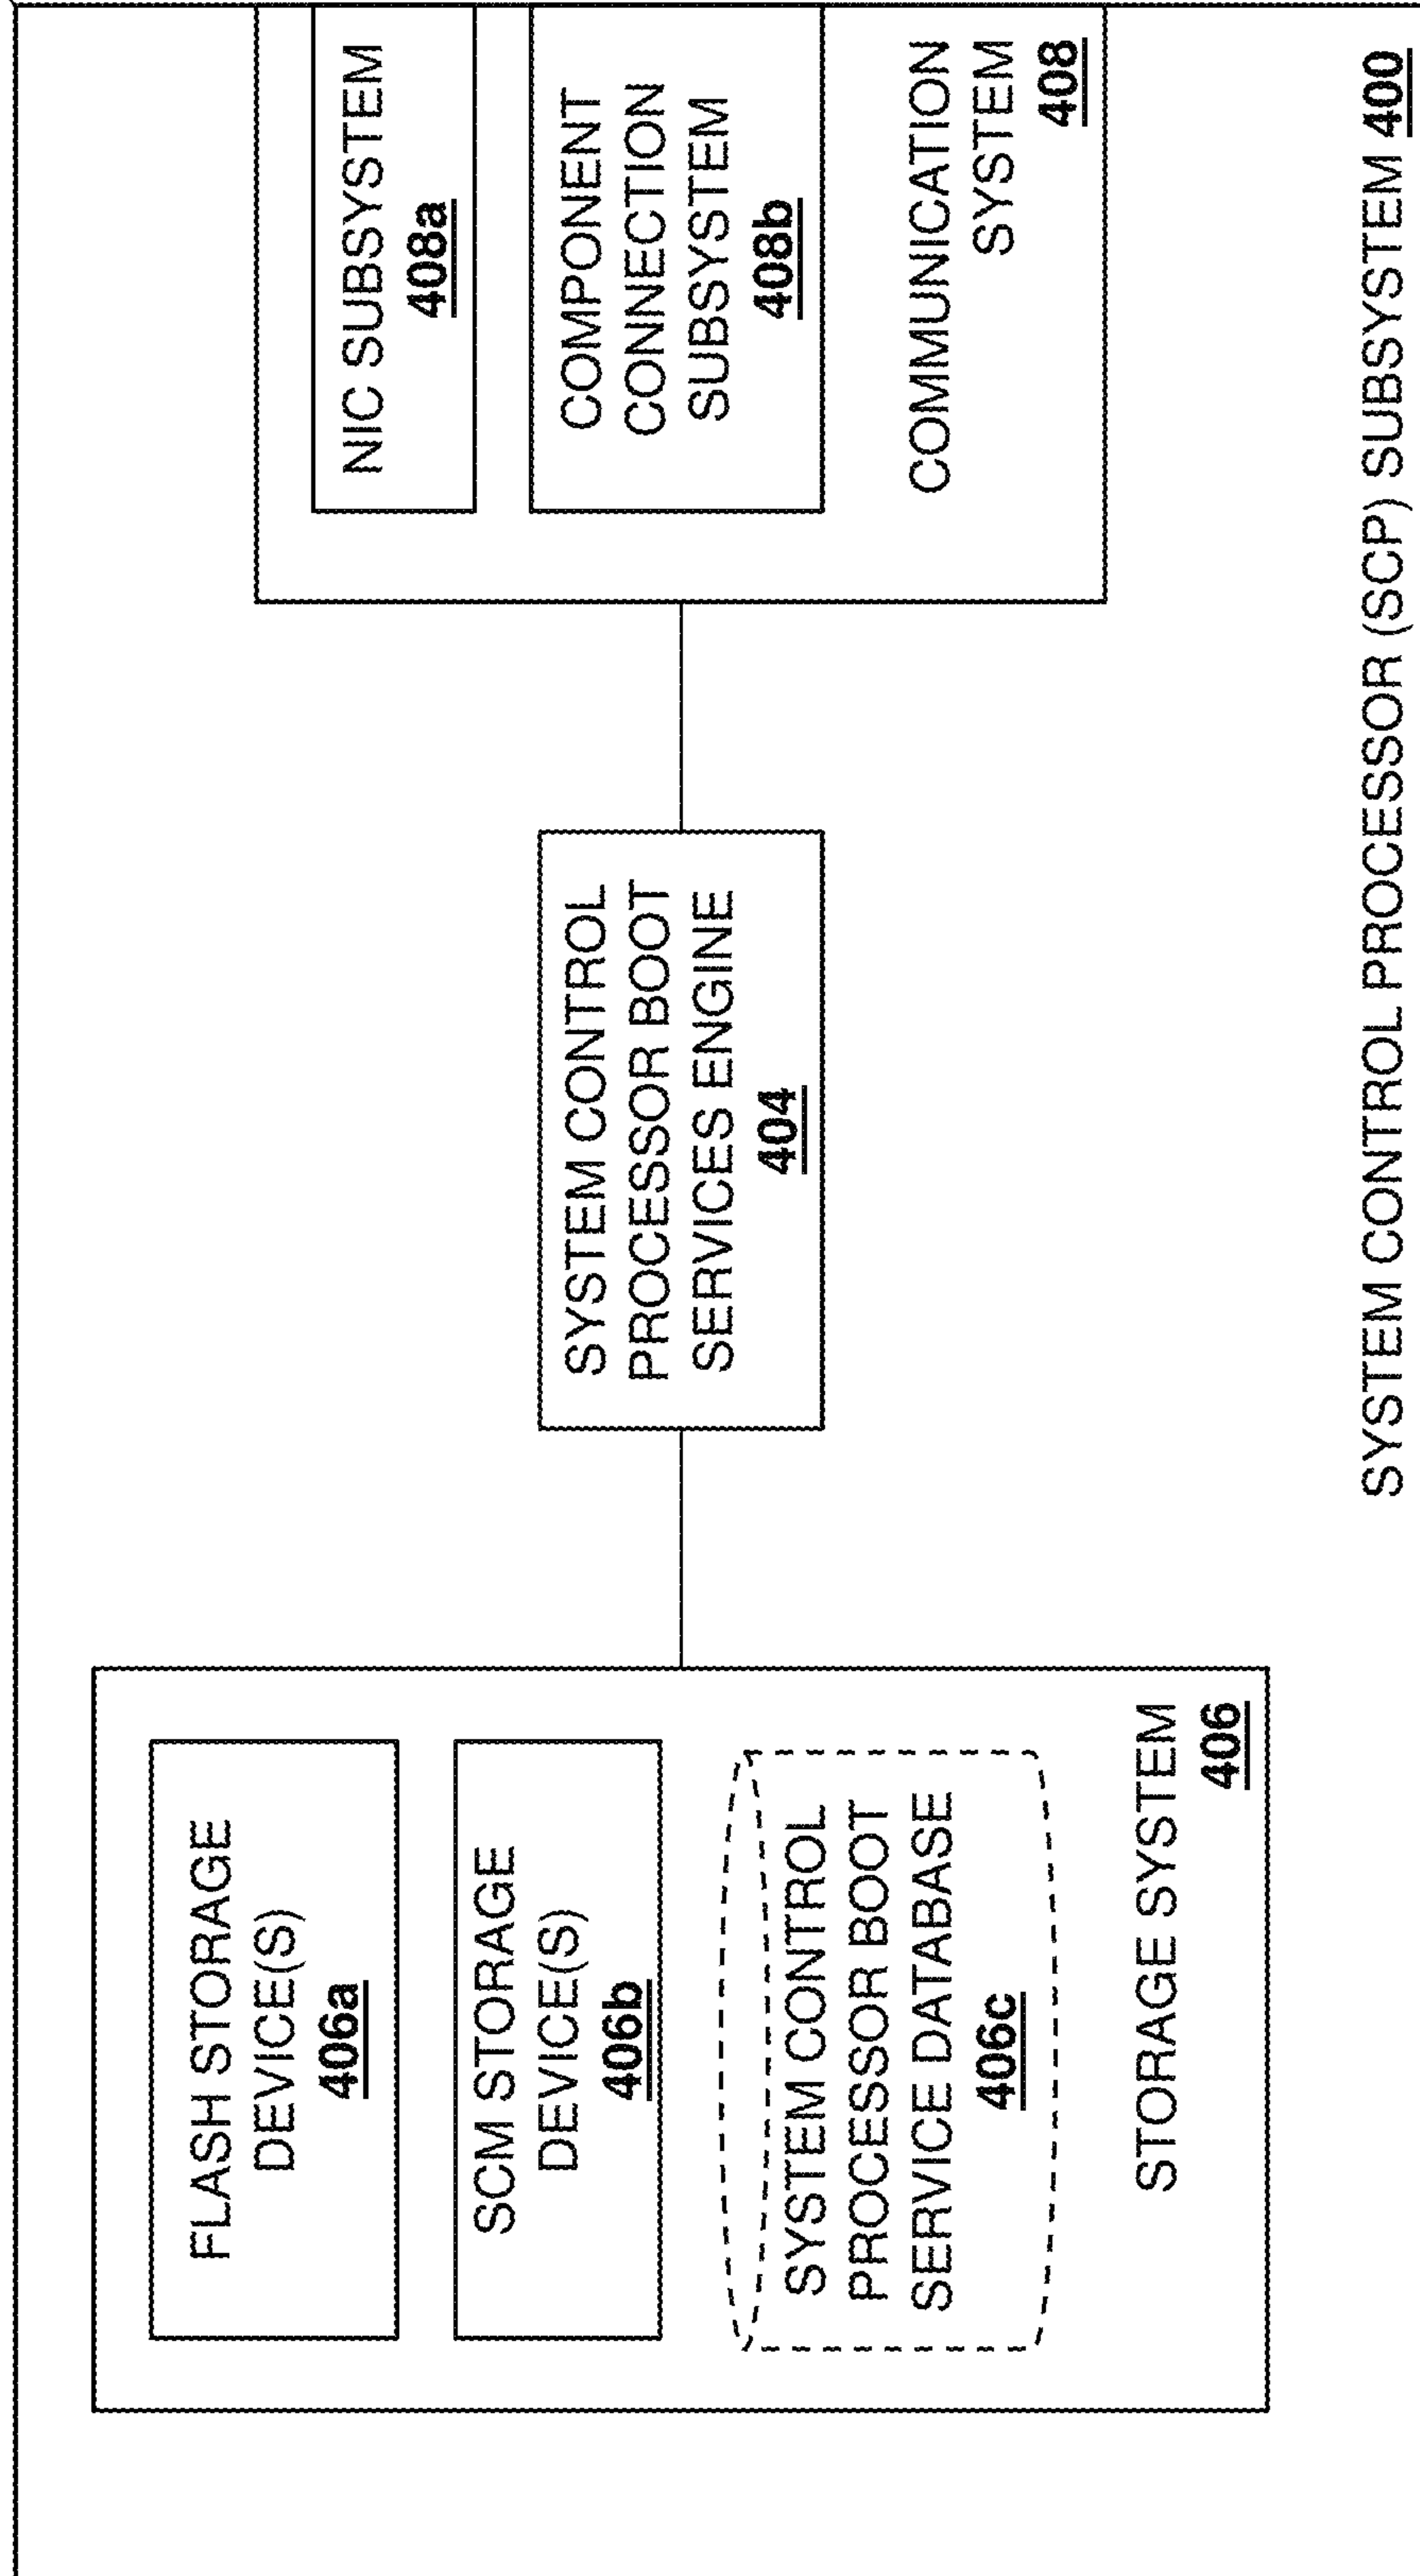 FLASH STORAGE
DEVICE(S)
406a
SCM STORAGE
DEVICE(S)
406b
SYSTEM CONTROL
PROCESSOR BOOT
SERVICE DATABASE
406c
STORAGE SYSTEM
406
SYSTEM CONTROL
PROCESSOR BOOT
SERVICES ENGINE
404
NIC SUBSYSTEM
408a
COMPONENT
CONNECTION
SUBSYSTEM
408b
COMMUNICATION
SYSTEM
408
SYSTEM CONTROL PROCESSOR (SCP) SUBSYSTEM 400